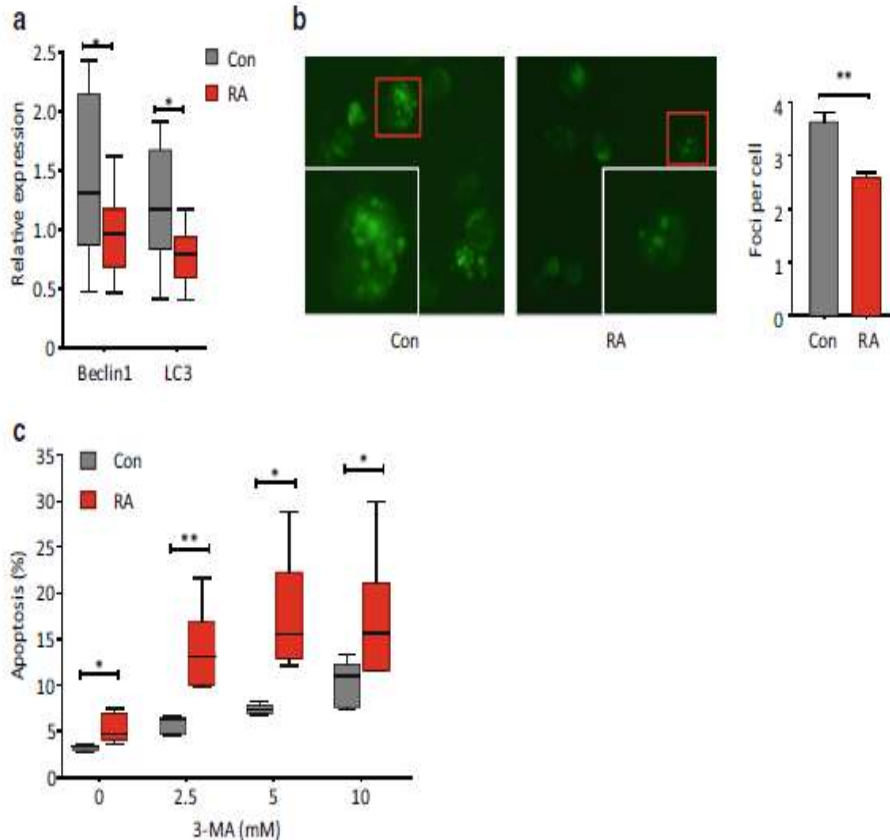 a
*
Con
RA
*
2.5
2.0
1.5
1.0
0.5
0
Relative expression
Beclin1 LC3
b
Con RA
**
4
3
2
1
0
Foci per cell
Con RA
c
Con
RA
35
30
25
20
15
10
5
0
Apoptosis (%)
*
**
*
*
0 2.5 5 10
3-MA (mM)